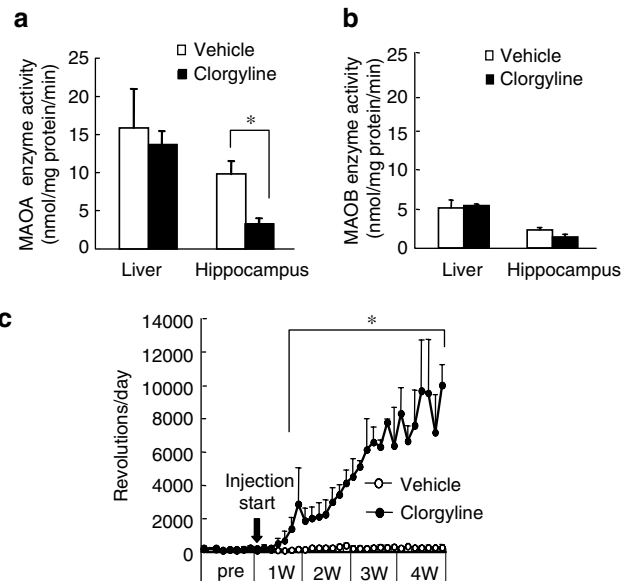 a
MAOA enzyme activity
(nmol/mg protein/min)
25
20
15
10
5
0
Vehicle
Clorgyline
*
Liver
Hippocampus
b
MAOB enzyme activity
(nmol/mg protein/min)
25
20
15
10
5
0
Vehicle
Clorgyline
Liver
Hippocampus
c
Revolutions/day
14000
12000
10000
8000
6000
4000
2000
0
*
Injection
start
Vehicle
Clorgyline
pre
1W
2W
3W
4W